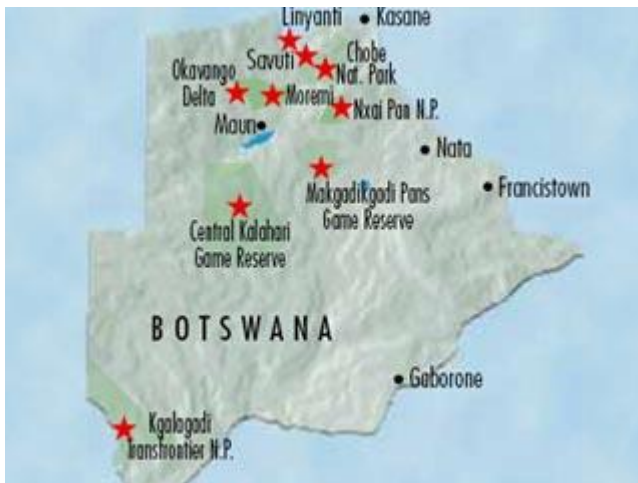 Linyanti
Kasane
Savuti
Chobe
Nat. Park
Okavango
Delta
Moremi
Nxai Pan N.P.
Maun
Nata
Makgadikgadi Pans
Game Reserve
Francistown
Central Kalahari
Game Reserve
BOTSWANA
Gaborone
Kgalagadi
Transfrontier N.P.